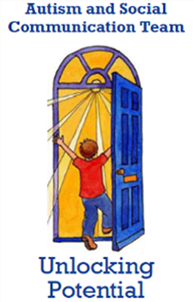 Autism and Social
Communication Team
Unlocking
Potential